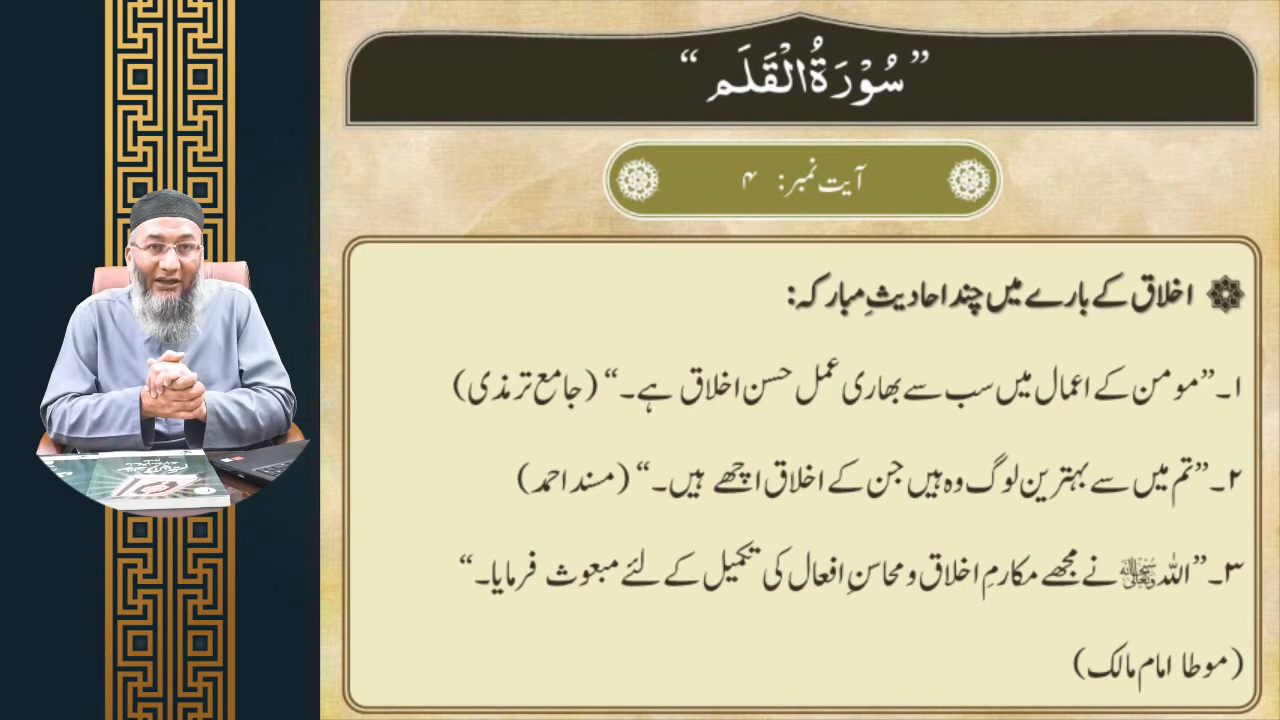 ”سُوْرَۃُالْقَلَم“
آیت نمبر: ۴
اخلاق کے بارے میں چند احادیثِ مبارکہ:
۱۔”مومن کے اعمال میں سب سے بھاری عمل حسن اخلاق ہے۔“ (جامع ترمذی)
۲۔”تم میں سے بہترین لوگ وہ ہیں جن کے اخلاق اچھے ہیں۔“ (مسند احمد)
۳۔”اللہ نے مجھے مکارمِ اخلاق و محاسنِ افعال کی تکمیل کے لئے مبعوث فرمایا۔“
(موطا امام مالک)